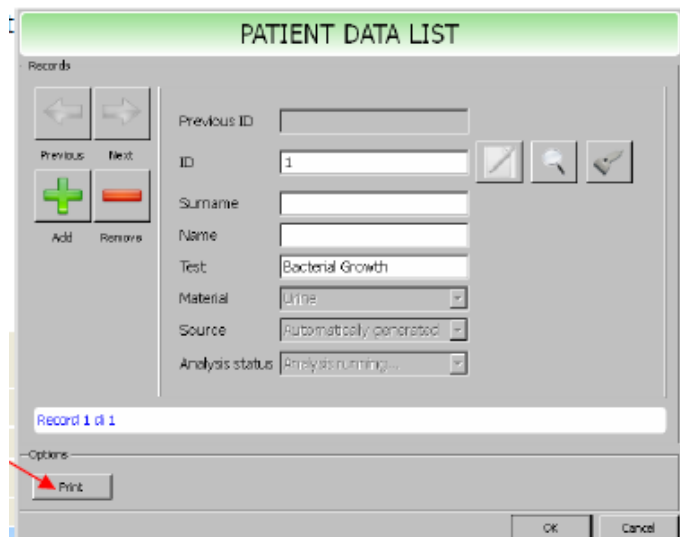 PATIENT DATA LIST
Records
Previous ID
Previous Next
ID 1
Surname
Add Remove
Name
Test Bacterial Growth
Material Urine
Source Automatically generated
Analysis status Analysis running...
Record 1 di 1
Options
Print
OK Cancel